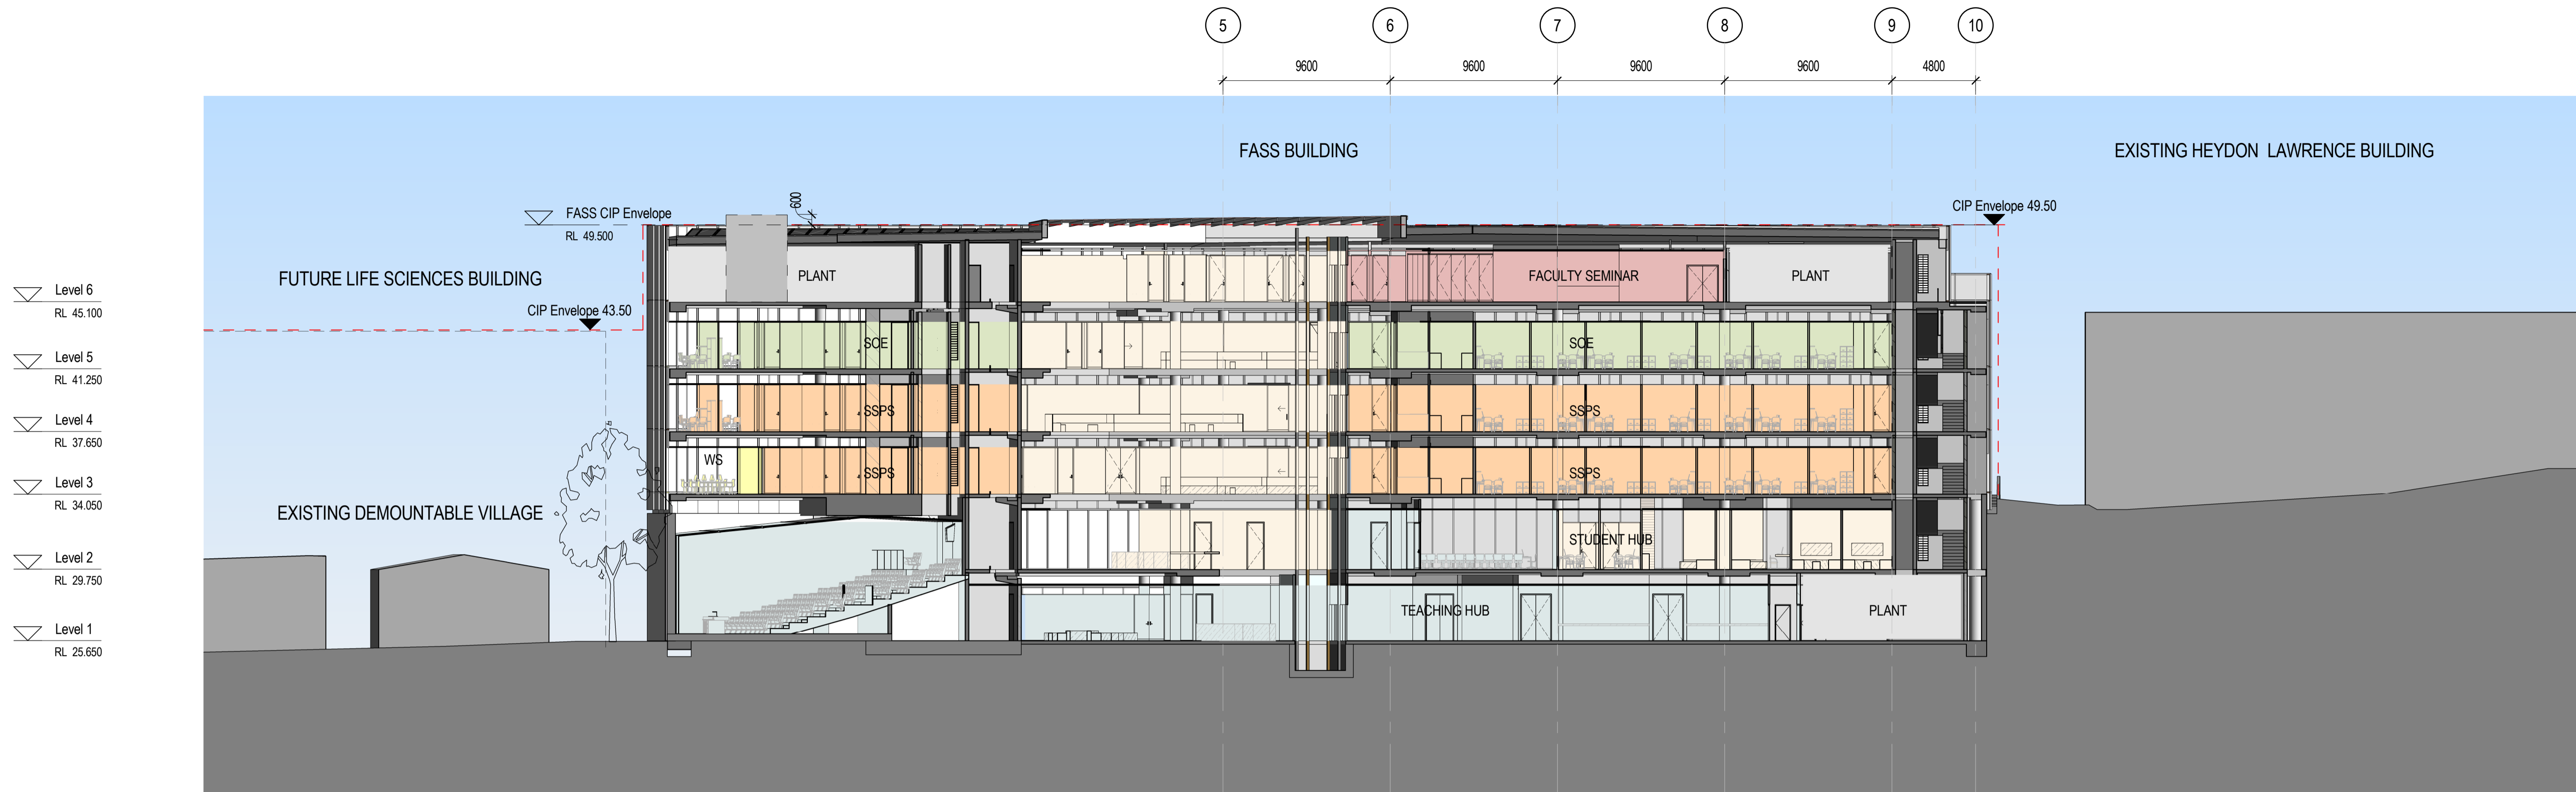 5 6 7 8 9 10
9600 9600 9600 9600 4800
FASS BUILDING
EXISTING HEYDON LAWRENCE BUILDING
600
FASS CIP Envelope
RL 49.500
CIP Envelope 49.50
FUTURE LIFE SCIENCES BUILDING
PLANT
FACULTY SEMINAR
PLANT
Level 6
RL 45.100
CIP Envelope 43.50
SOE
SOE
Level 5
RL 41.250
SSPS
SSPS
Level 4
RL 37.650
WS
SSPS
SSPS
Level 3
RL 34.050
EXISTING DEMOUNTABLE VILLAGE
STUDENT HUB
Level 2
RL 29.750
TEACHING HUB
PLANT
Level 1
RL 25.650